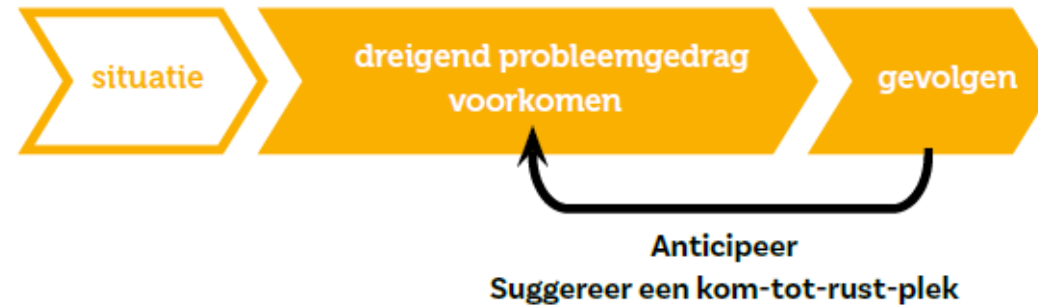 situatie
dreigend probleemgedrag
voorkomen
gevolgen
Anticipeer
Suggereer een kom-tot-rust-plek